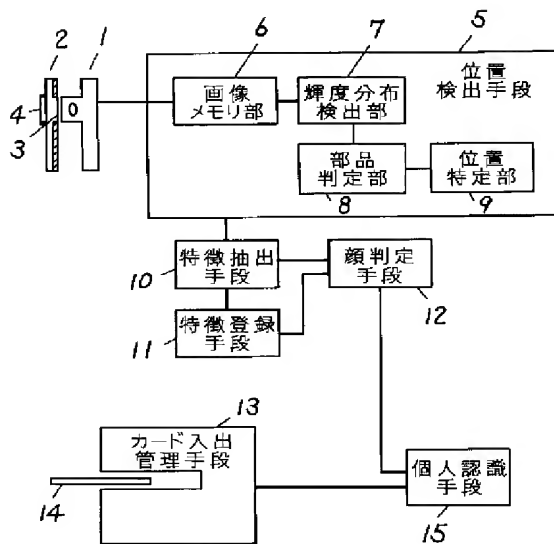 2
1
6
7
5
4
3
画像
メモリ部
輝度分布
検出部
位置
検出手段
部品
判定部
位置
特定部
8
9
特徴抽出
手段
顔判定
手段
10
12
特徴登録
手段
11
13
カード入出
管理手段
14
個人認識
手段
15